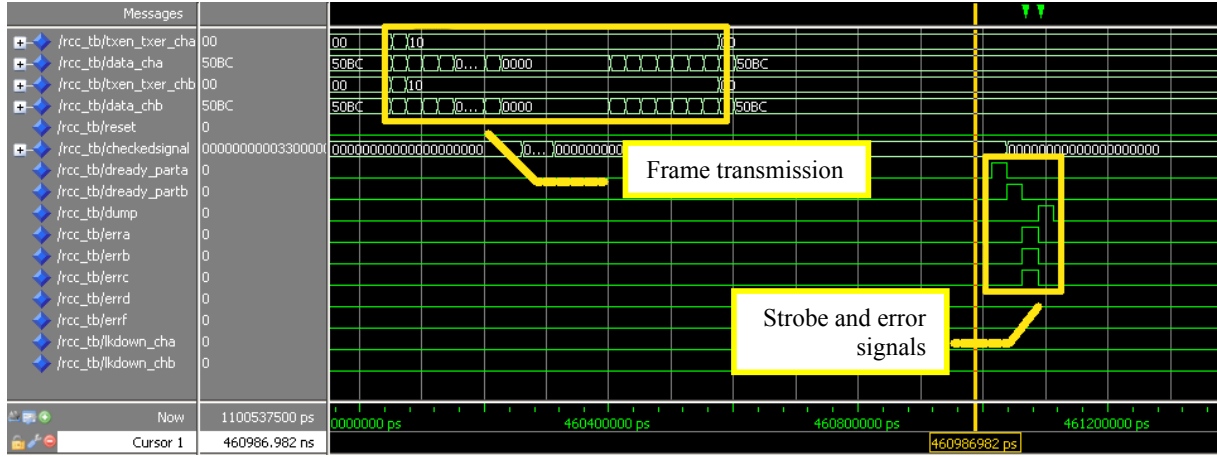 Messages
/rcc_tb/txen_txer_cha 00 00 10 00
/rcc_tb/data_cha 50BC 50BC 0... 0000 50BC
/rcc_tb/txen_txer_chb 00 00 10 00
/rcc_tb/data_chb 50BC 50BC 0... 0000 50BC
/rcc_tb/reset 0
/rcc_tb/checkedsignal 0000000000330000( 00000000000000000000 0... 000000000 00000000000000000000
/rcc_tb/dready_parta 0
Frame transmission
/rcc_tb/dready_partb 0
/rcc_tb/dump 0
/rcc_tb/erra 0
/rcc_tb/errb 0
/rcc_tb/errc 0
/rcc_tb/errd 0
/rcc_tb/errf 0
Strobe and error
signals
/rcc_tb/lkdown_cha 0
/rcc_tb/lkdown_chb 0
Now 1100537500 ps 0000000 ps 460400000 ps 460800000 ps 461200000 ps
Cursor 1 460986.982 ns 460986982 ps